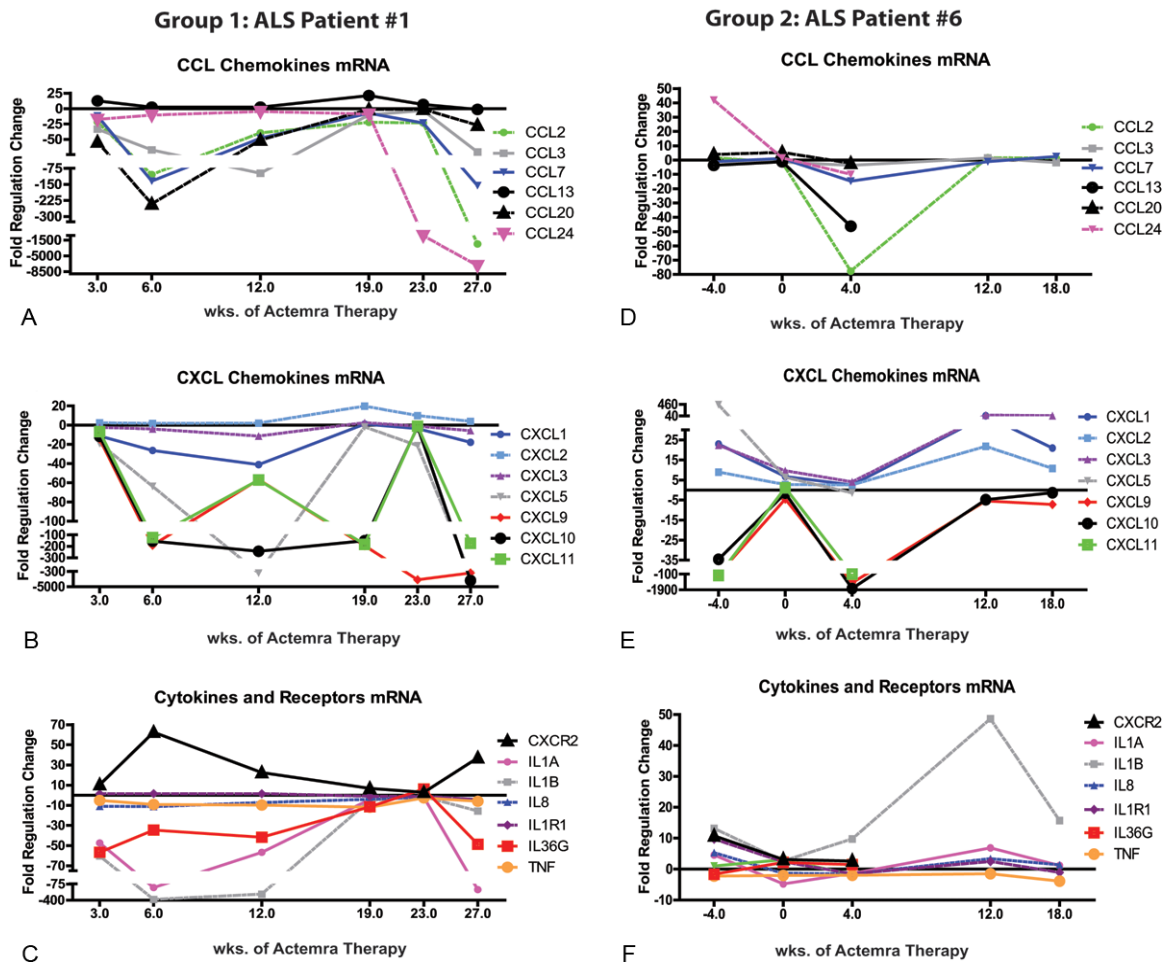 Group 1: ALS Patient #1
Group 2: ALS Patient #6
CCL Chemokines mRNA
Fold Regulation Change
25
0
-25
-50
-75
-150
-225
-300
-1500
-5000
-8500
3.0 6.0 12.0 19.0 23.0 27.0
CCL2
CCL3
CCL7
CCL13
CCL20
CCL24
A
wks. of Actemra Therapy
CCL Chemokines mRNA
Fold Regulation Change
50
40
30
20
10
0
-10
-20
-30
-40
-50
-60
-70
-80
-4.0 0 4.0 12.0 18.0
CCL2
CCL3
CCL7
CCL13
CCL20
CCL24
D
wks. of Actemra Therapy
CXCL Chemokines mRNA
Fold Regulation Change
20
0
-20
-40
-60
-80
-100
-100
-200
-300
-300
-5000
3.0 6.0 12.0 19.0 23.0 27.0
CXCL1
CXCL2
CXCL3
CXCL5
CXCL9
CXCL10
CXCL11
B
wks. of Actemra Therapy
CXCL Chemokines mRNA
Fold Regulation Change
460
40
25
15
5
-5
-15
-25
-35
-100
-1900
-4.0 0 4.0 12.0 18.0
CXCL1
CXCL2
CXCL3
CXCL5
CXCL9
CXCL10
CXCL11
E
wks. of Actemra Therapy
Cytokines and Receptors mRNA
Fold Regulation Change
70
50
30
10
-10
-30
-50
-70
-75
-400
3.0 6.0 12.0 19.0 23.0 27.0
CXCR2
IL1A
IL1B
IL8
IL1R1
IL36G
TNF
C
wks. of Actemra Therapy
Cytokines and Receptors mRNA
Fold Regulation Change
50
40
30
20
10
0
-10
-4.0 0 4.0 12.0 18.0
CXCR2
IL1A
IL1B
IL8
IL1R1
IL36G
TNF
F
wks. of Actemra Therapy